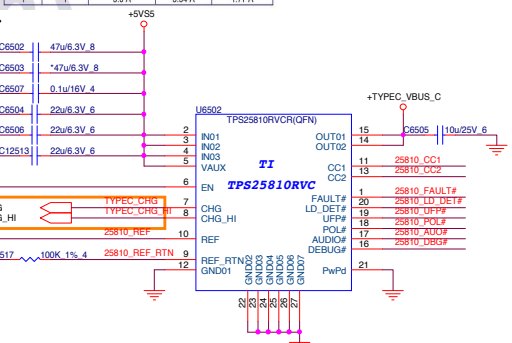 +5VS5
C6502 47u/6.3V_8
C6503 *47u/6.3V_8
C6507 0.1u/16V_4
C6504 22u/6.3V_6
C6506 22u/6.3V_6
C12513 22u/6.3V_6
+TYPEC_VBUS_C
C6505 10u/25V_6
U6502
TPS25810RVCR(QFN)
TI
TPS25810RVC
2 IN01
3 IN02
4 IN03
5 VAUX
6 EN
TYPEC_CHG 7 CHG
_HI TYPEC_CHG_HI 8 CHG_HI
25810_REF 10 REF
517 100K_1%_4 25810_REF_RTN 9 REF_RTN
12 GND01
OUT01 15
OUT02 14
CC1 11 25810_CC1
CC2 13 25810_CC2
FAULT# 1 25810_FAULT#
LD_DET# 20 25810_LD_DET#
UFP# 19 25810_UFP#
POL# 18 25810_POL#
AUDIO# 17 25810_AUO#
DEBUG# 16 25810_DBG#
PwPd 21
GND02 GND03 GND04 GND05 GND06 GND07
22 23 24 25 26 27